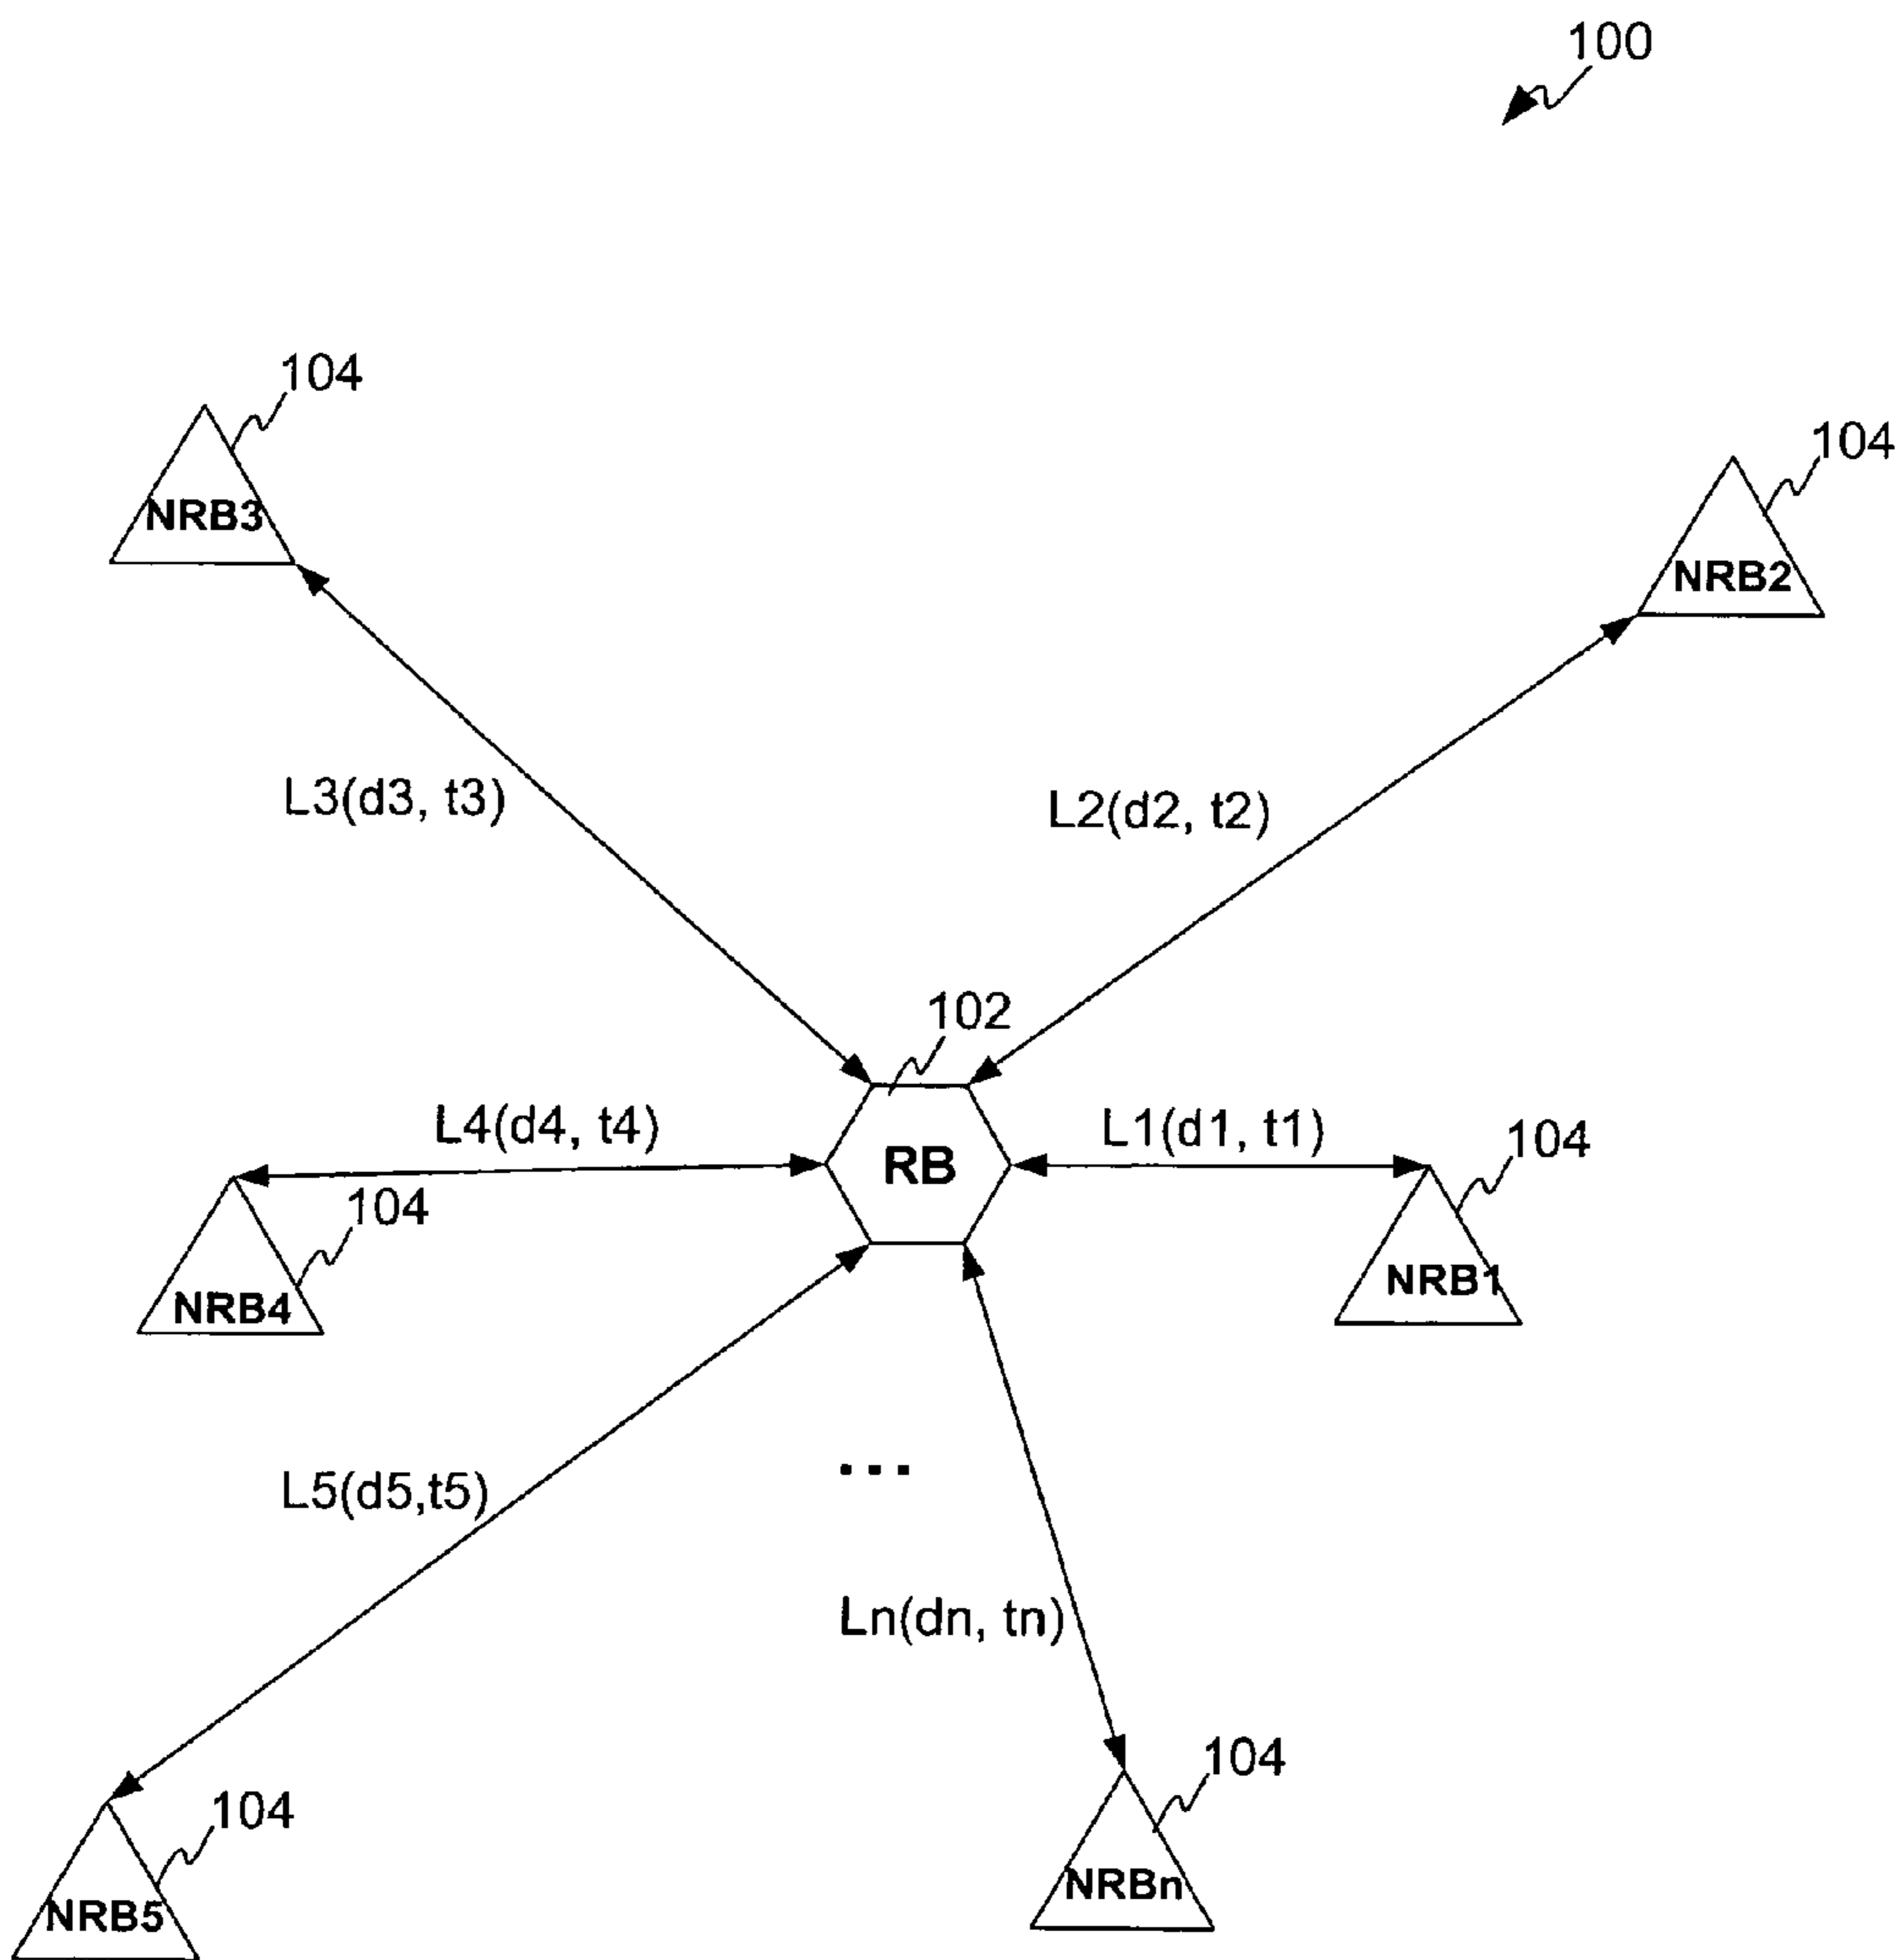 100
104
104
NRB3
NRB2
L3(d3, t3)
L2(d2, t2)
102
L4(d4, t4)
L1(d1, t1)
104
RB
104
NRB4
NRB1
...
L5(d5,t5)
Ln(dn, tn)
104
104
NRBn
NRB5